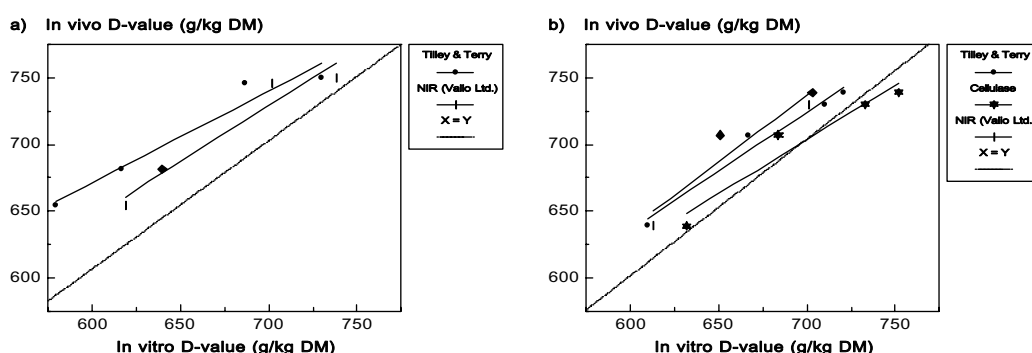 a) In vivo D-value (g/kg DM)
750
700
650
600
600 650 700 750
In vitro D-value (g/kg DM)
Tilley & Terry
NIR (Valio Ltd.)
X = Y
b) In vivo D-value (g/kg DM)
750
700
650
600
600 650 700 750
In vitro D-value (g/kg DM)
Tilley & Terry
Cellulase
NIR (Valio Ltd.
X = Y